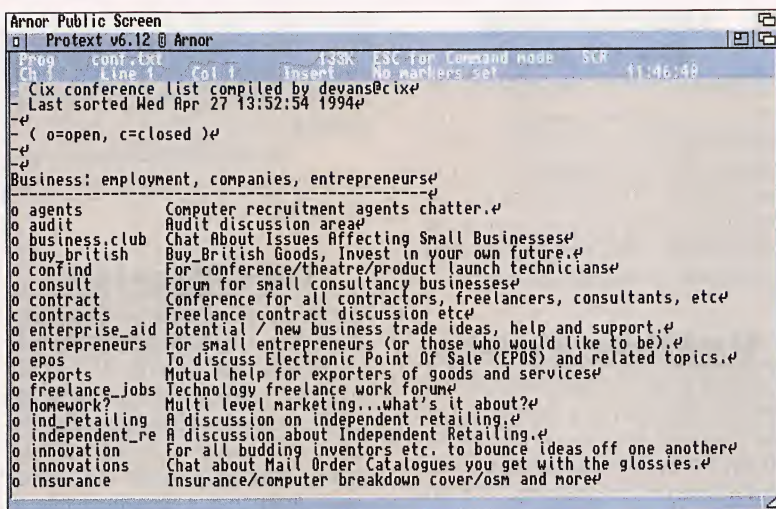 Arnor Public Screen
Protext v6.12 @ Arnor
Prog conf.txt 133K ESC for Command mode SCR
Ch 1 Line 1 Col 1 Insert No markers set 11:46:48
- Cix conference list compiled by devans@cix↵
- Last sorted Wed Apr 27 13:52:54 1994↵
-↵
- ( o=open, c=closed )↵
-↵
-↵
Business: employment, companies, entrepreneurs↵
----------------------------------------------↵
o agents Computer recruitment agents chatter.↵
o audit Audit discussion area↵
o business.club Chat About Issues Affecting Small Businesses↵
o buy_british Buy_British Goods, Invest in your own future.↵
o confind For conference/theatre/product launch technicians↵
o consult Forum for small consultancy businesses↵
o contract Conference for all contractors, freelancers, consultants, etc↵
c contracts Freelance contract discussion etc↵
o enterprise_aid Potential / new business trade ideas, help and support.↵
o entrepreneurs For small entrepreneurs (or those who would like to be).↵
o epos To discuss Electronic Point Of Sale (EPOS) and related topics.↵
o exports Mutual help for exporters of goods and services↵
o freelance_jobs Technology freelance work forum↵
o homework? Multi level marketing...what's it about?↵
o ind_retailing A discussion on independent retailing.↵
o independent_re A discussion about Independent Retailing.↵
o innovation For all budding inventors etc. to bounce ideas off one another↵
o innovations Chat about Mail Order Catalogues you get with the glossies.↵
o insurance Insurance/computer breakdown cover/osm and more↵